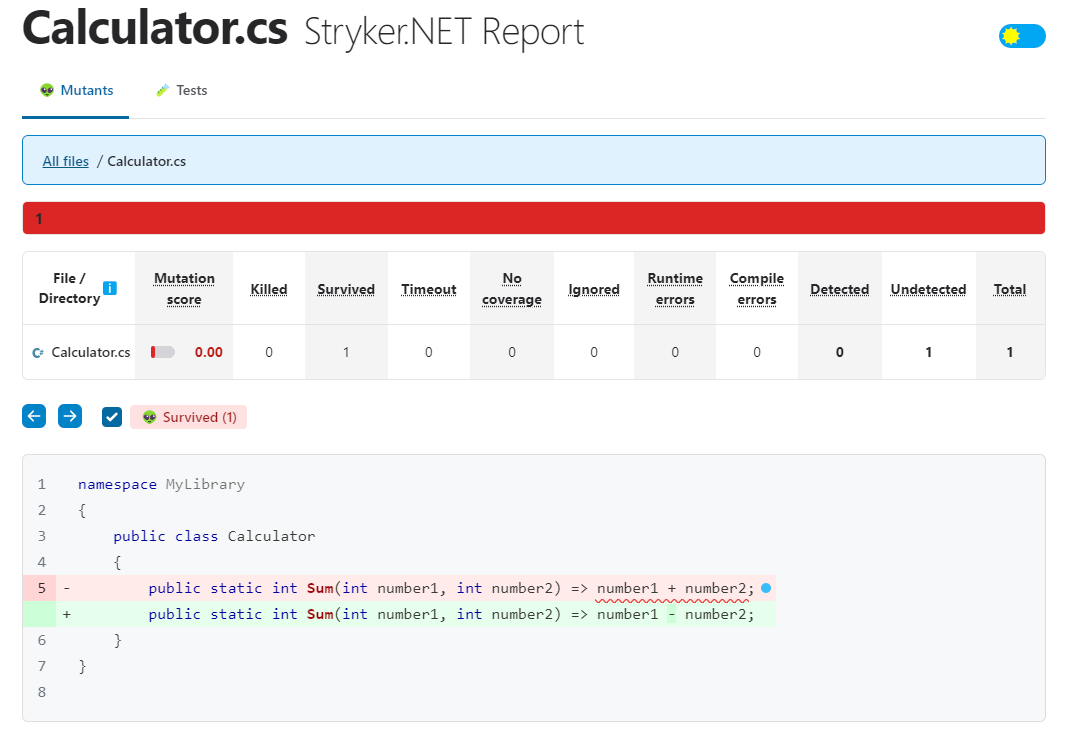 Calculator.cs Stryker.NET Report
Mutants Tests
All files / Calculator.cs
1
File / Directory Mutation score Killed Survived Timeout No coverage Ignored Runtime errors Compile errors Detected Undetected Total
Calculator.cs 0.00 0 1 0 0 0 0 0 0 1 1
Survived (1)
1 namespace MyLibrary
2 {
3 public class Calculator
4 {
5 - public static int Sum(int number1, int number2) => number1 + number2;
+ public static int Sum(int number1, int number2) => number1 - number2;
6 }
7 }
8